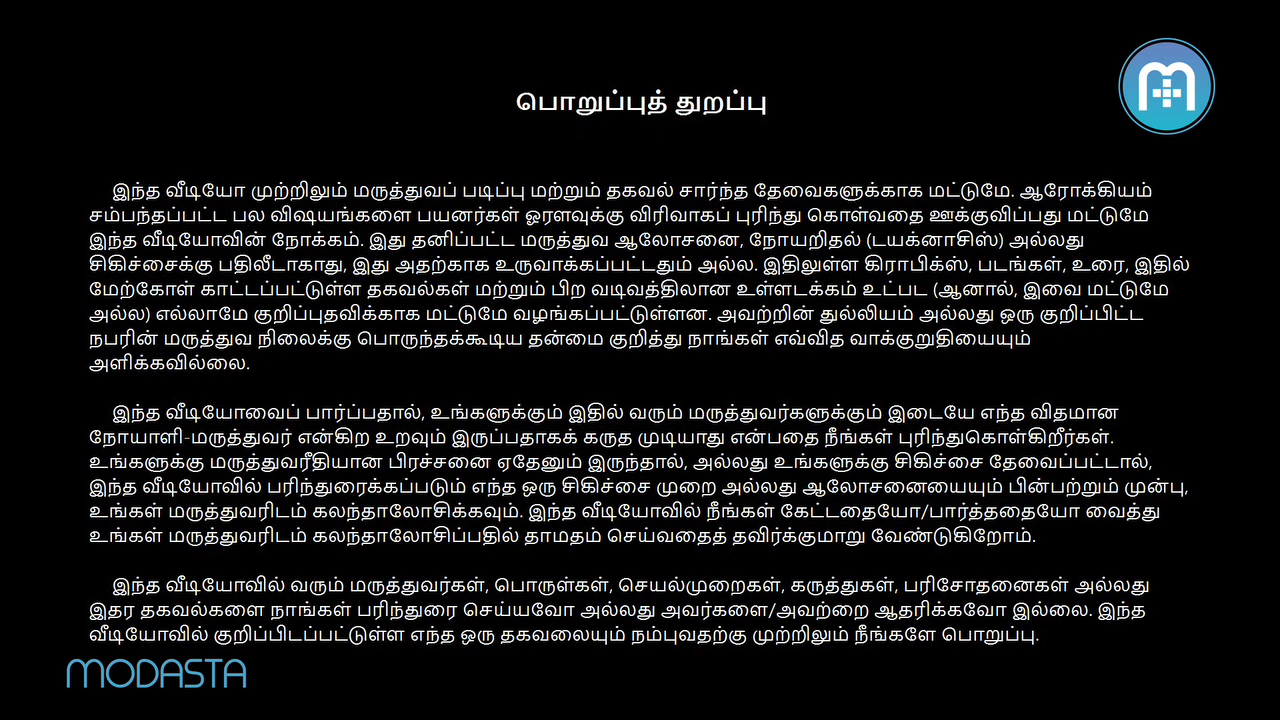 பொறுப்புத் துறப்பு
இந்த வீடியோ முற்றிலும் மருத்துவப் படிப்பு மற்றும் தகவல் சார்ந்த தேவைகளுக்காக மட்டுமே. ஆரோக்கியம்
சம்பந்தப்பட்ட பல விஷயங்களை பயனர்கள் ஓரளவுக்கு விரிவாகப் புரிந்து கொள்வதை ஊக்குவிப்பது மட்டுமே
இந்த வீடியோவின் நோக்கம். இது தனிப்பட்ட மருத்துவ ஆலோசனை, நோயறிதல் (டயக்னாசிஸ்) அல்லது
சிகிச்சைக்கு பதிலீடாகாது, இது அதற்காக உருவாக்கப்பட்டதும் அல்ல. இதிலுள்ள கிராபிக்ஸ், படங்கள், உரை, இதில்
மேற்கோள் காட்டப்பட்டுள்ள தகவல்கள் மற்றும் பிற வடிவத்திலான உள்ளடக்கம் உட்பட (ஆனால், இவை மட்டுமே
அல்ல) எல்லாமே குறிப்புதவிக்காக மட்டுமே வழங்கப்பட்டுள்ளன. அவற்றின் துல்லியம் அல்லது ஒரு குறிப்பிட்ட
நபரின் மருத்துவ நிலைக்கு பொருந்தக்கூடிய தன்மை குறித்து நாங்கள் எவ்வித வாக்குறுதியையும்
அளிக்கவில்லை.
இந்த வீடியோவைப் பார்ப்பதால், உங்களுக்கும் இதில் வரும் மருத்துவர்களுக்கும் இடையே எந்த விதமான
நோயாளி-மருத்துவர் என்கிற உறவும் இருப்பதாகக் கருத முடியாது என்பதை நீங்கள் புரிந்துகொள்கிறீர்கள்.
உங்களுக்கு மருத்துவரீதியான பிரச்சனை ஏதேனும் இருந்தால், அல்லது உங்களுக்கு சிகிச்சை தேவைப்பட்டால்,
இந்த வீடியோவில் பரிந்துரைக்கப்படும் எந்த ஒரு சிகிச்சை முறை அல்லது ஆலோசனையையும் பின்பற்றும் முன்பு,
உங்கள் மருத்துவரிடம் கலந்தாலோசிக்கவும். இந்த வீடியோவில் நீங்கள் கேட்டதையோ/பார்த்ததையோ வைத்து
உங்கள் மருத்துவரிடம் கலந்தாலோசிப்பதில் தாமதம் செய்வதைத் தவிர்க்குமாறு வேண்டுகிறோம்.
இந்த வீடியோவில் வரும் மருத்துவர்கள், பொருள்கள், செயல்முறைகள், கருத்துகள், பரிசோதனைகள் அல்லது
இதர தகவல்களை நாங்கள் பரிந்துரை செய்யவோ அல்லது அவர்களை/அவற்றை ஆதரிக்கவோ இல்லை. இந்த
வீடியோவில் குறிப்பிடப்பட்டுள்ள எந்த ஒரு தகவலையும் நம்புவதற்கு முற்றிலும் நீங்களே பொறுப்பு.
MODASTA